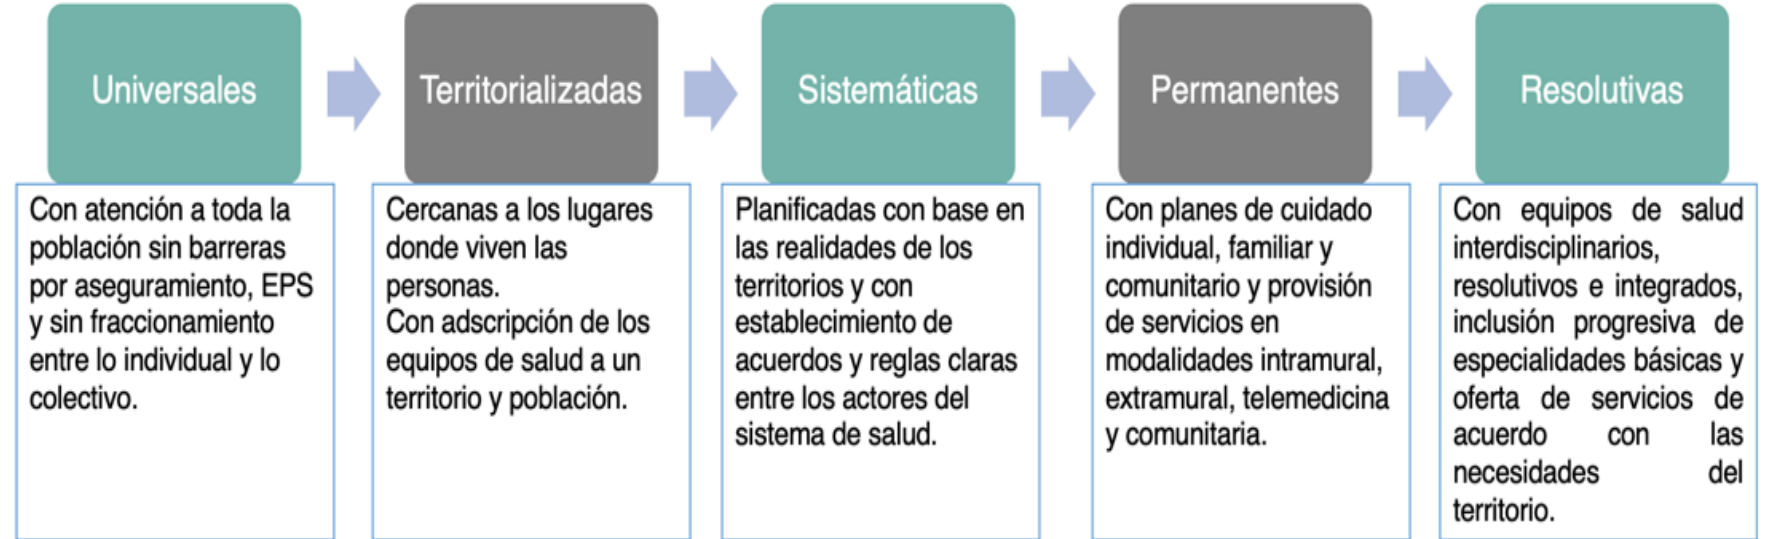 Universales
Con atención a toda la
población sin barreras
por aseguramiento, EPS
y sin fraccionamiento
entre lo individual y lo
colectivo.
Territorializadas
Cercanas a los lugares
donde viven las
personas.
Con adscripción de los
equipos de salud a un
territorio y población.
Sistemáticas
Planificadas con base en
las realidades de los
territorios y con
establecimiento de
acuerdos y reglas claras
entre los actores del
sistema de salud.
Permanentes
Con planes de cuidado
individual, familiar y
comunitario y provisión
de servicios en
modalidades intramural,
extramural, telemedicina
y comunitaria.
Resolutivas
Con equipos de salud
interdisciplinarios,
resolutivos e integrados,
inclusión progresiva de
especialidades básicas y
oferta de servicios de
acuerdo con las
necesidades del
territorio.